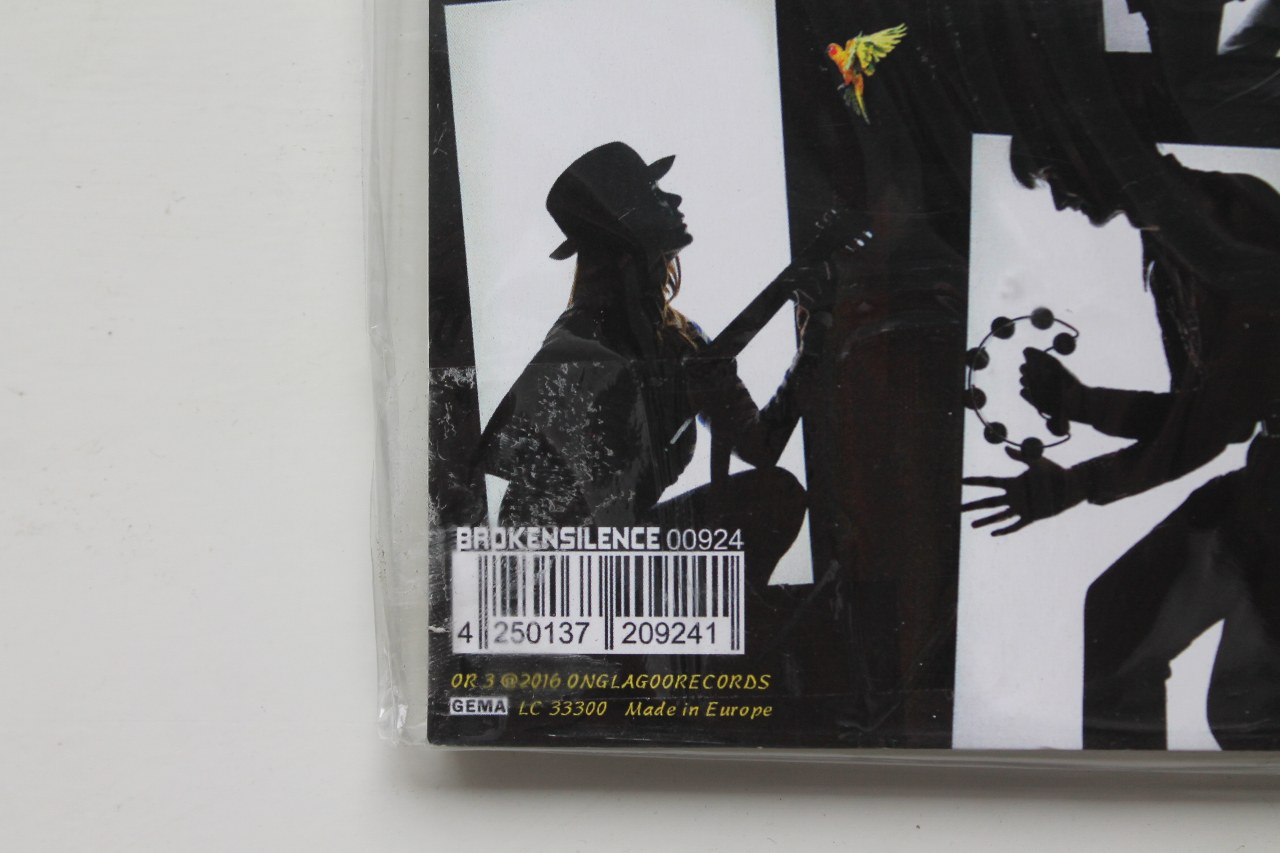 BROKENSILENCE 00924
4 250137 209241
OR 3 @2016 ONGLAGOORECORDS
GEMA LC 33300 Made in Europe